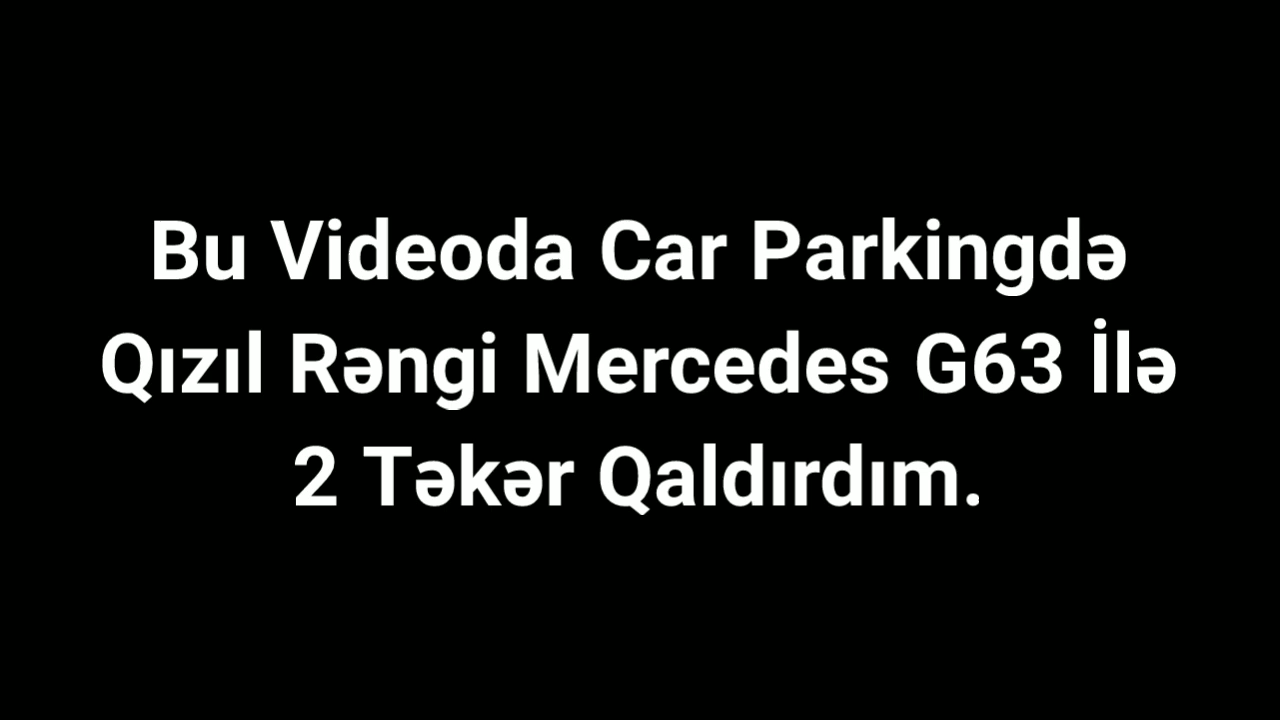 Bu Videoda Car Parkingdə
Qızıl Rəngi Mercedes G63 İlə
2 Təkər Qaldırdım.